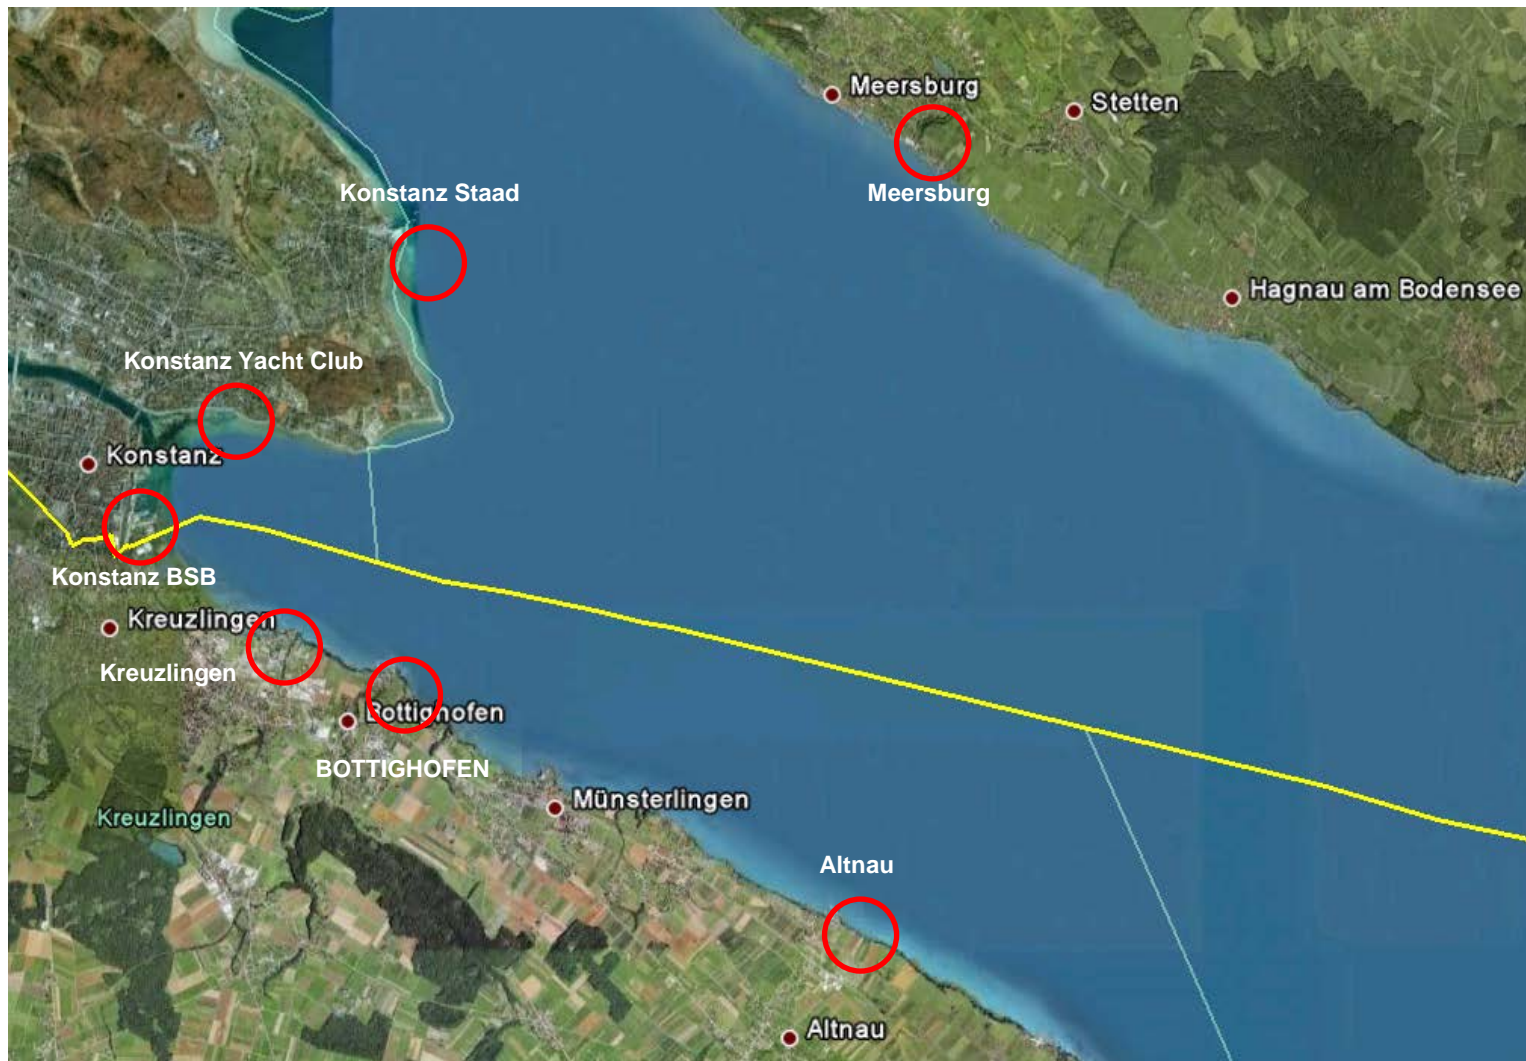 Meersburg
Stetten
Konstanz Staad
Meersburg
Hagnau am Bodensee
Konstanz Yacht Club
Konstanz
Konstanz BSB
Kreuzlingen
Kreuzlingen
Bottighofen
BOTTIGHOFEN
Münsterlingen
Kreuzlingen
Altnau
Altnau